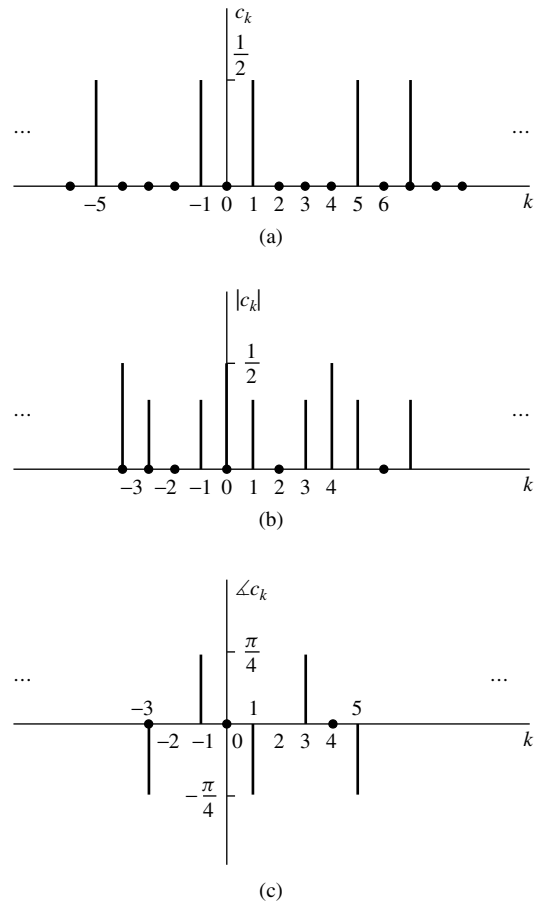 c_k
1/2
... ...
−5 −1 0 1 2 3 4 5 6 k
(a)
|c_k|
1/2
... ...
−3 −2 −1 0 1 2 3 4 k
(b)
∡c_k
π/4
... ...
−3 1 5
−2 −1 0 2 3 4 k
−π/4
(c)